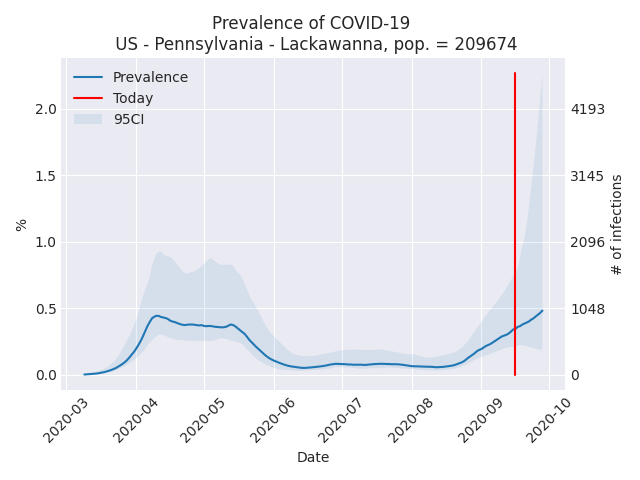 Prevalence of COVID-19
US - Pennsylvania - Lackawanna, pop. = 209674
Prevalence
Today
95CI
2.0
1.5
1.0
0.5
0.0
%
4193
3145
2096
1048
0
# of infections
2020-03
2020-04
2020-05
2020-06
2020-07
2020-08
2020-09
2020-10
Date